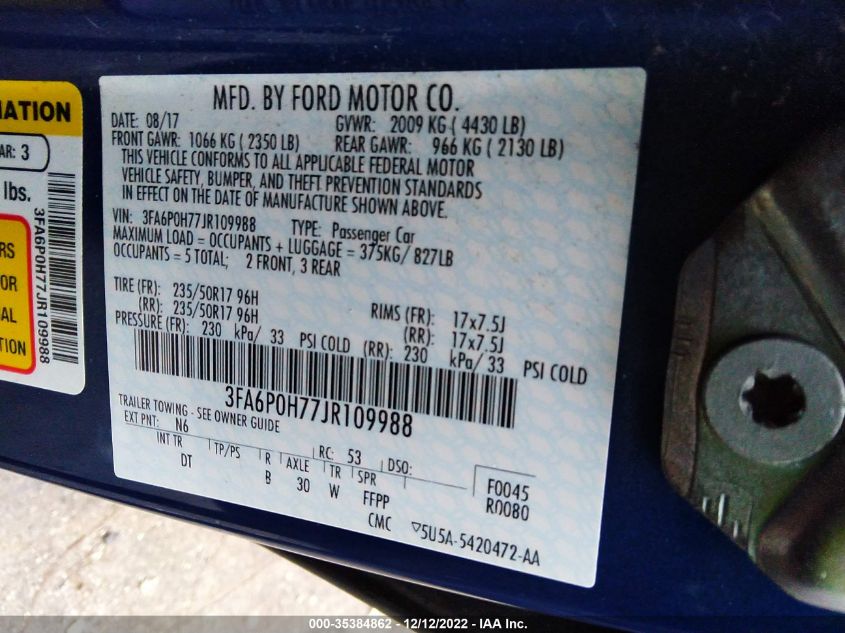 MATION
AR: 3
lbs.
RS
OR
AL
TION
3FA6P0H77JR109988
MFD. BY FORD MOTOR CO.
DATE: 08/17 GVWR: 2009 KG ( 4430 LB)
FRONT GAWR: 1066 KG ( 2350 LB) REAR GAWR: 966 KG ( 2130 LB)
THIS VEHICLE CONFORMS TO ALL APPLICABLE FEDERAL MOTOR
VEHICLE SAFETY, BUMPER, AND THEFT PREVENTION STANDARDS
IN EFFECT ON THE DATE OF MANUFACTURE SHOWN ABOVE.
VIN: 3FA6P0H77JR109988 TYPE: Passenger Car
MAXIMUM LOAD = OCCUPANTS + LUGGAGE = 375KG/ 827LB
OCCUPANTS = 5 TOTAL; 2 FRONT, 3 REAR
TIRE (FR): 235/50R17 96H RIMS (FR): 17x7.5J
(RR): 235/50R17 96H (RR): 17x7.5J
PRESSURE (FR): 230 kPa/ 33 PSI COLD (RR): 230 kPa/33 PSI COLD
3FA6P0H77JR109988
TRAILER TOWING - SEE OWNER GUIDE
EXT PNT: N6 RC: 53 DSO:
INT TR TP/PS R AXLE TR SPR F0045
DT B 30 W FFPP R0080
CMC ▽5U5A-5420472-AA
000-35384862 - 12/12/2022 - IAA Inc.